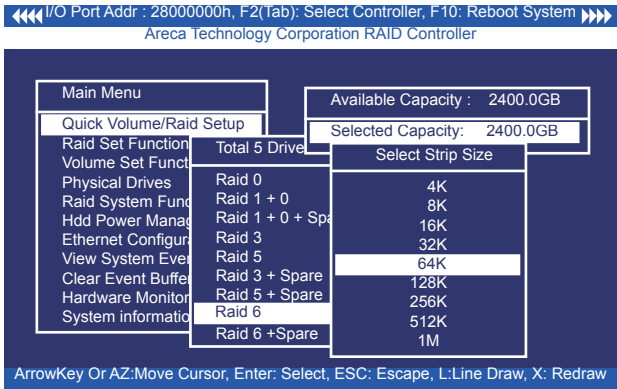 I/O Port Addr : 28000000h, F2(Tab): Select Controller, F10: Reboot System
Areca Technology Corporation RAID Controller
Main Menu
Quick Volume/Raid Setup
Raid Set Function
Volume Set Funct
Physical Drives
Raid System Func
Hdd Power Manag
Ethernet Configura
View System Even
Clear Event Buffer
Hardware Monitor
System informatio
Total 5 Drive
Raid 0
Raid 1 + 0
Raid 1 + 0 + Spa
Raid 3
Raid 5
Raid 3 + Spare
Raid 5 + Spare
Raid 6
Raid 6 +Spare
Available Capacity : 2400.0GB
Selected Capacity: 2400.0GB
Select Strip Size
4K
8K
16K
32K
64K
128K
256K
512K
1M
ArrowKey Or AZ:Move Cursor, Enter: Select, ESC: Escape, L:Line Draw, X: Redraw